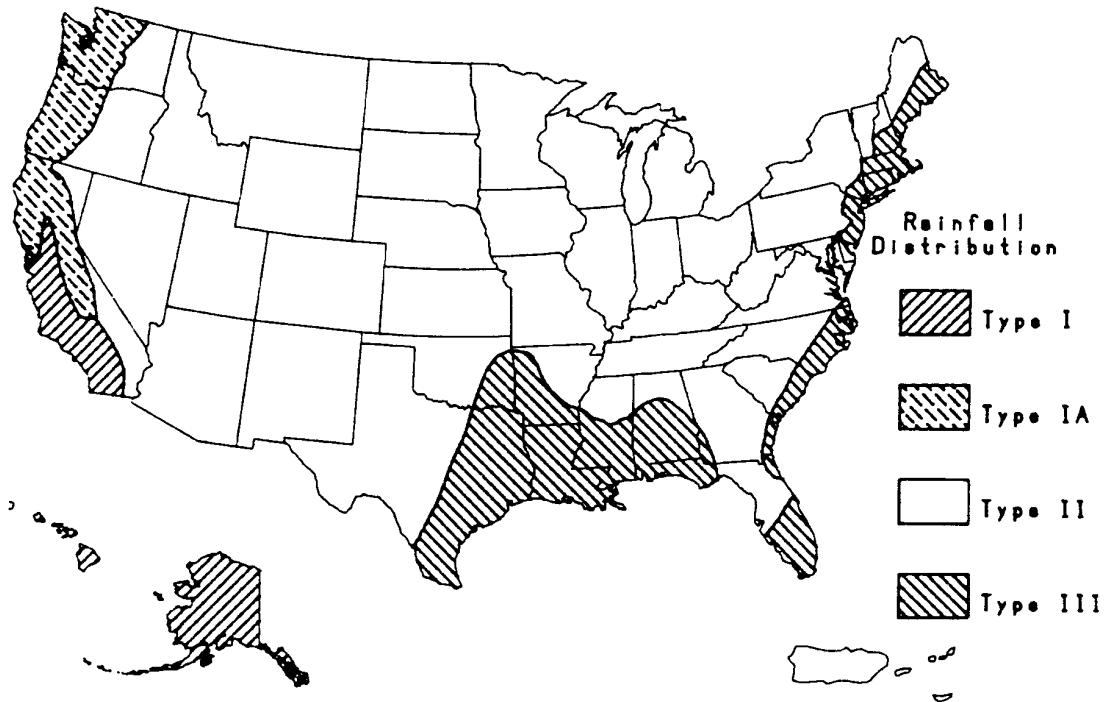 Rainfall
Distribution
Type I
Type IA
Type II
Type III